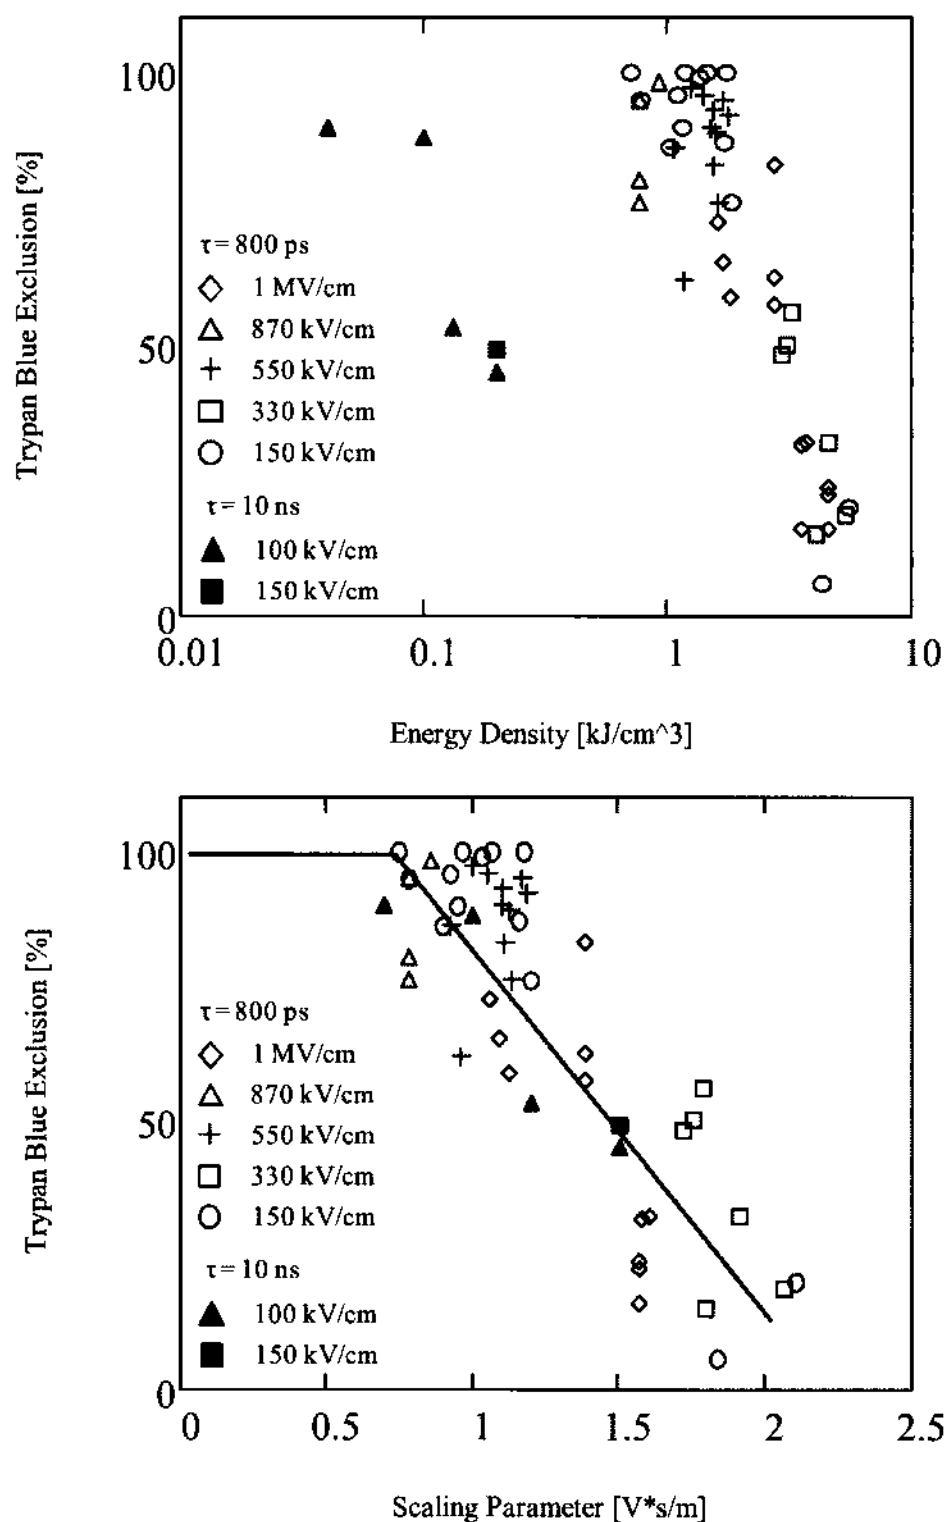 Trypan Blue Exclusion [%]
100
50
0
τ = 800 ps
1 MV/cm
870 kV/cm
550 kV/cm
330 kV/cm
150 kV/cm
τ = 10 ns
100 kV/cm
150 kV/cm
0.01 0.1 1 10
Energy Density [kJ/cm^3]
Trypan Blue Exclusion [%]
100
50
0
τ = 800 ps
1 MV/cm
870 kV/cm
550 kV/cm
330 kV/cm
150 kV/cm
τ = 10 ns
100 kV/cm
150 kV/cm
0 0.5 1 1.5 2 2.5
Scaling Parameter [V*s/m]